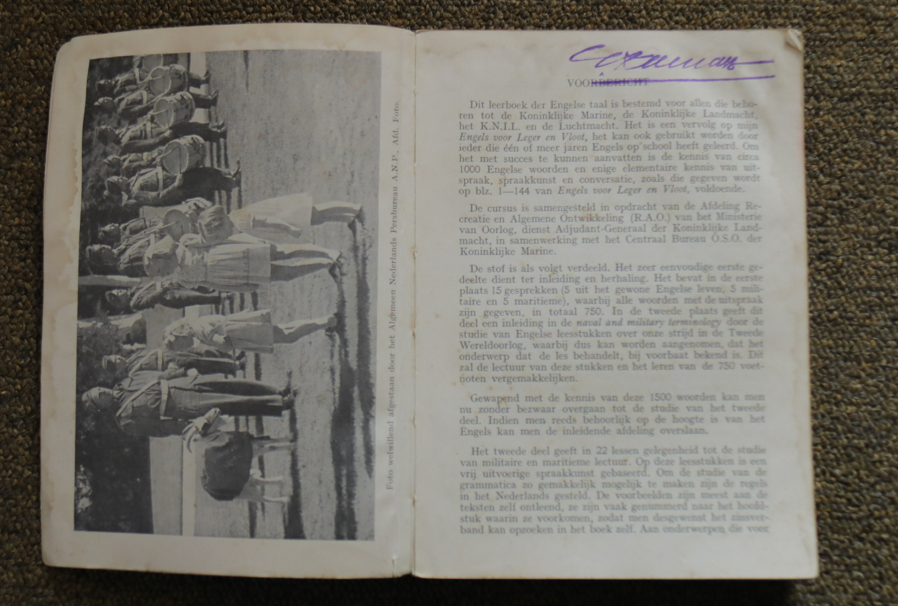 Foto welwillend afgestaan door het Algemeen Nederlands Persbureau A.N.P., Afd. Foto.
VOORBERICHT
Dit leerboek der Engelse taal is bestemd voor allen die beho-
ren tot de Koninklijke Marine, de Koninklijke Landmacht,
het K.N.I.L. en de Luchtmacht. Het is een vervolg op mijn
Engels voor Leger en Vloot, het kan ook gebruikt worden door
ieder die één of meer jaren Engels op school heeft geleerd. Om
het met succes te kunnen aanvatten is de kennis van circa
1000 Engelse woorden en enige elementaire kennis van uit-
spraak, spraakkunst en conversatie, zoals die gegeven wordt
op blz. 1—144 van Engels voor Leger en Vloot, voldoende.
De cursus is samengesteld in opdracht van de Afdeling Re-
creatie en Algemene Ontwikkeling (R.A.O.) van het Ministerie
van Oorlog, dienst Adjudant-Generaal der Koninklijke Land-
macht, in samenwerking met het Centraal Bureau O.S.O. der
Koninklijke Marine.
De stof is als volgt verdeeld. Het zeer eenvoudige eerste ge-
deelte dient ter inleiding en herhaling. Het bevat in de eerste
plaats 15 gesprekken (5 uit het gewone Engelse leven, 5 mili-
taire en 5 maritieme), waarbij alle woorden met de uitspraak
zijn gegeven, in totaal 750. In de tweede plaats geeft dit
deel een inleiding in de naval and military terminology door de
studie van Engelse leesstukken over onze strijd in de Tweede
Wereldoorlog, waarbij dus kan worden aangenomen, dat het
onderwerp dat de les behandelt, bij voorbaat bekend is. Dit
zal de lectuur van deze stukken en het leren van de 750 voet-
noten vergemakkelijken.
Gewapend met de kennis van deze 1500 woorden kan men
nu zonder bezwaar overgaan tot de studie van het tweede
deel. Indien men reeds behoorlijk op de hoogte is van het
Engels kan men de inleidende afdeling overslaan.
Het tweede deel geeft in 22 lessen gelegenheid tot de studie
van militaire en maritieme lectuur. Op deze leesstukken is een
vrij uitvoerige spraakkunst gebaseerd. Om de studie van de
grammatica zo gemakkelijk mogelijk te maken zijn de regels
in het Nederlands gesteld. De voorbeelden zijn meest aan de
teksten zelf ontleend, ze zijn vaak genummerd naar het hoofd-
stuk waarin ze voorkomen, zodat men desgewenst het zinsver-
band kan opzoeken in het boek zelf. Aan onderwerpen die voor